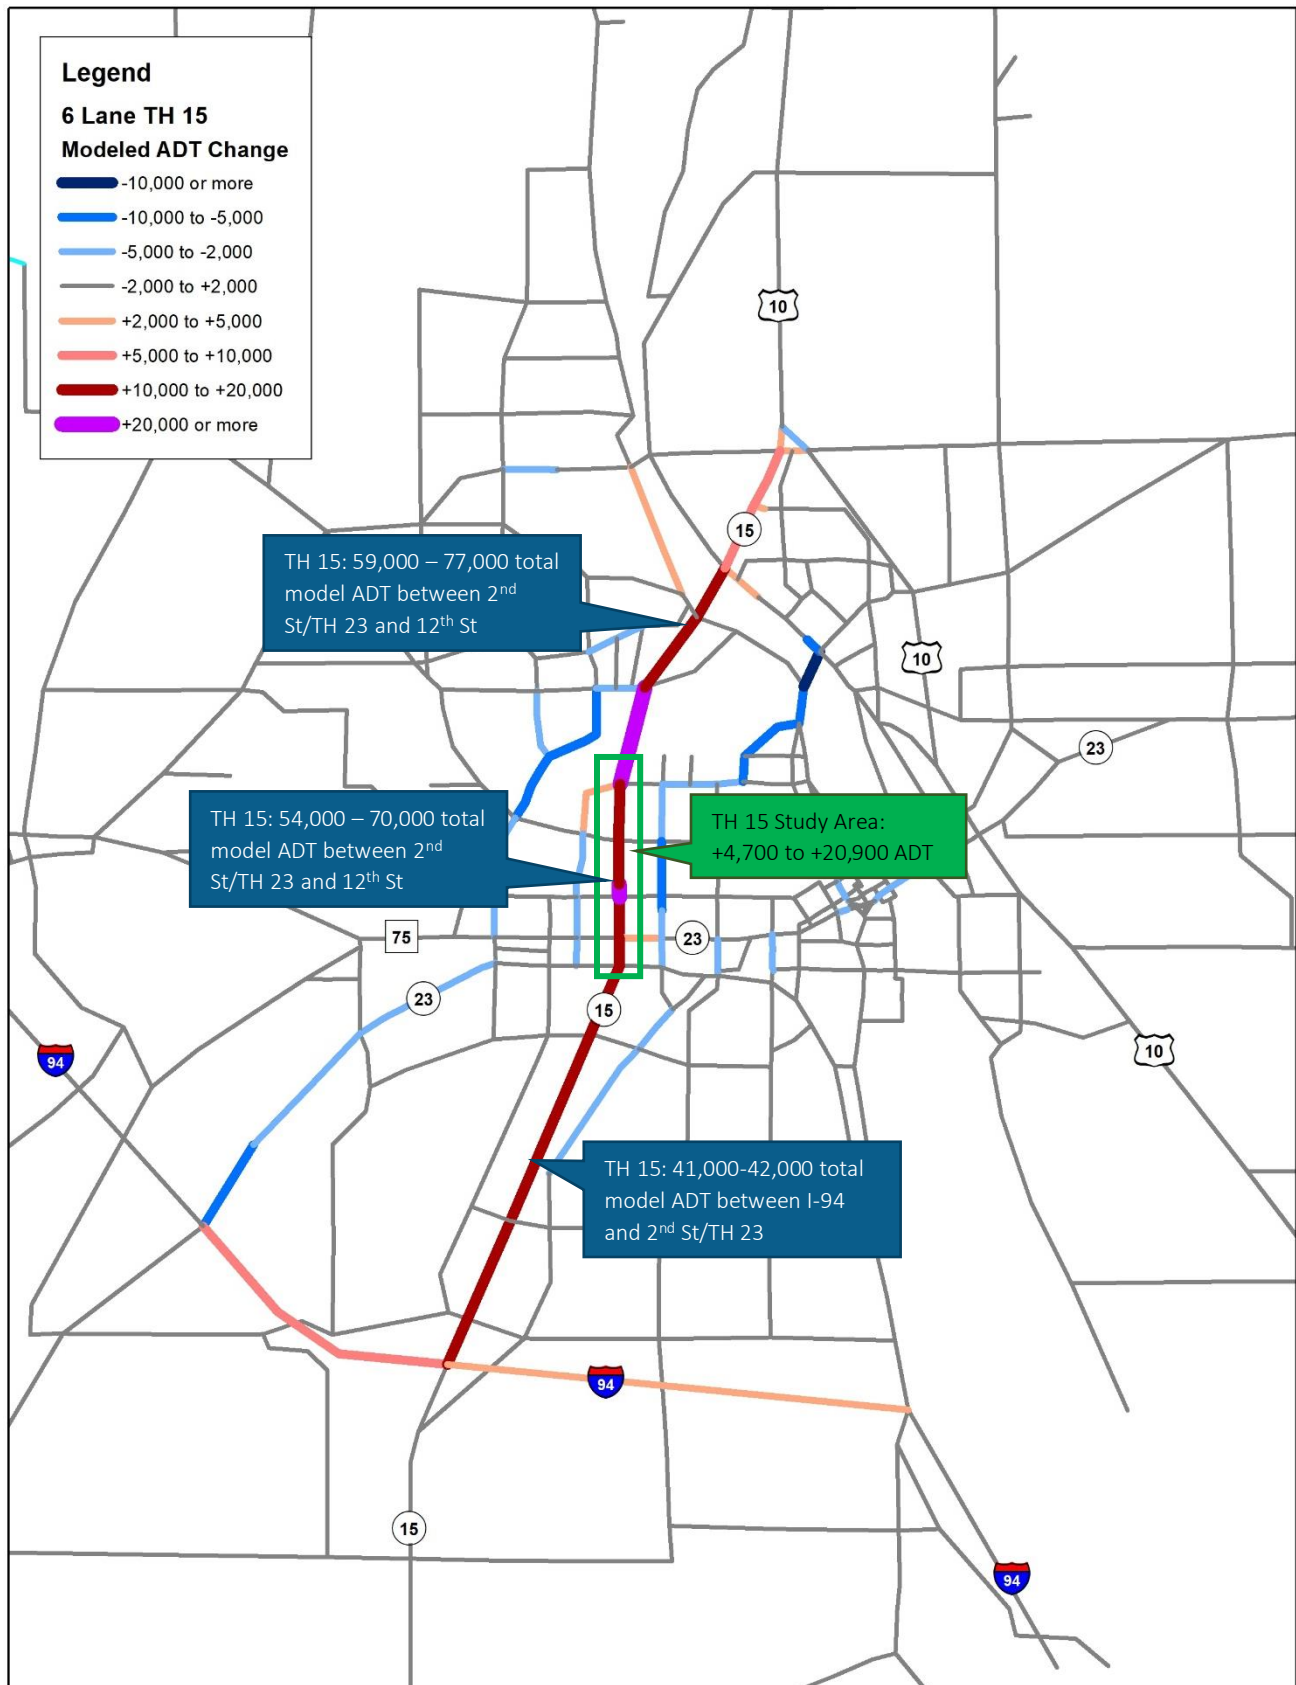 Legend
6 Lane TH 15
Modeled ADT Change
-10,000 or more
-10,000 to -5,000
-5,000 to -2,000
-2,000 to +2,000
+2,000 to +5,000
+5,000 to +10,000
+10,000 to +20,000
+20,000 or more
10
15
TH 15: 59,000 – 77,000 total
model ADT between 2nd
St/TH 23 and 12th St
10
23
TH 15: 54,000 – 70,000 total
model ADT between 2nd
St/TH 23 and 12th St
TH 15 Study Area:
+4,700 to +20,900 ADT
75
23
23
15
94
10
TH 15: 41,000-42,000 total
model ADT between I-94
and 2nd St/TH 23
94
15
94